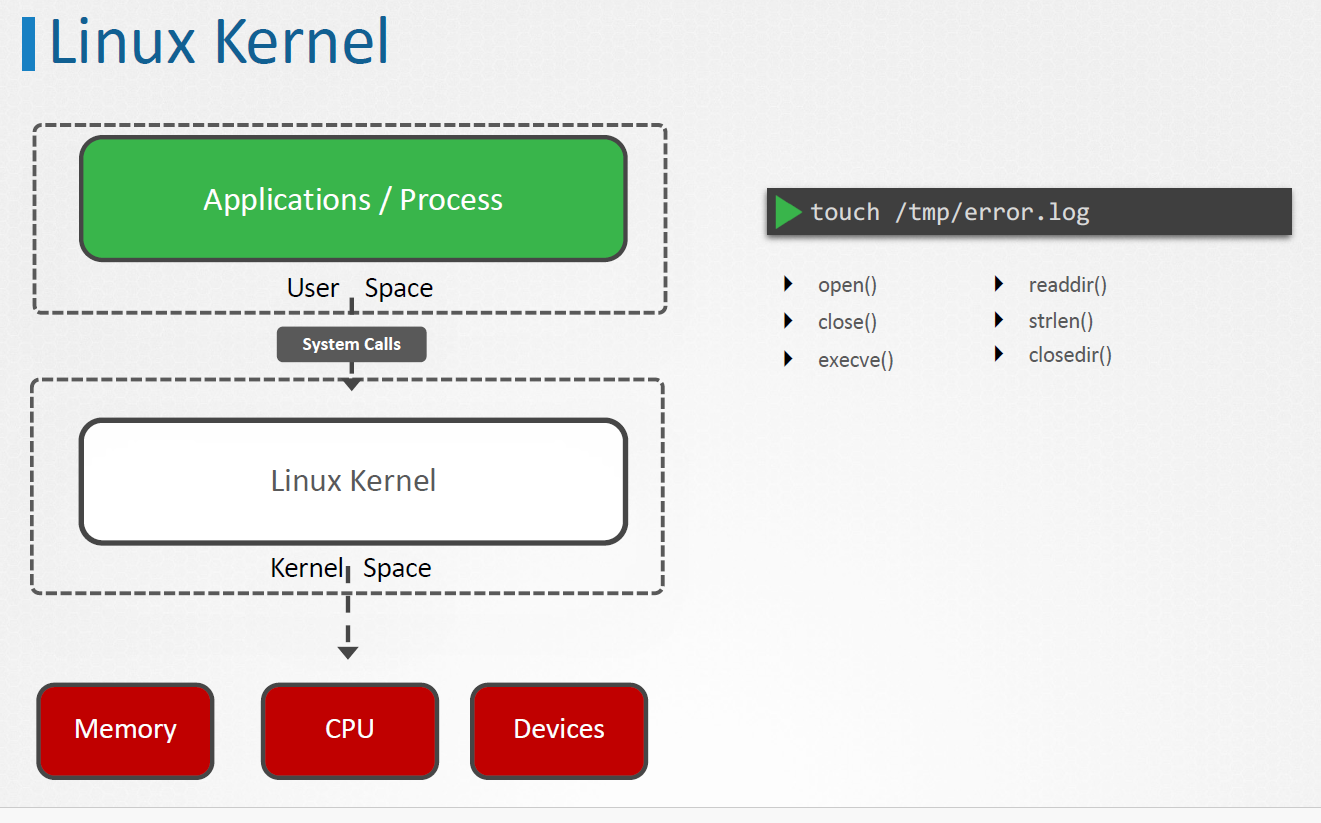 Linux Kernel
Applications / Process
User Space
System Calls
Linux Kernel
Kernel Space
Memory
CPU
Devices
touch /tmp/error.log
open()
close()
execve()
readdir()
strlen()
closedir()